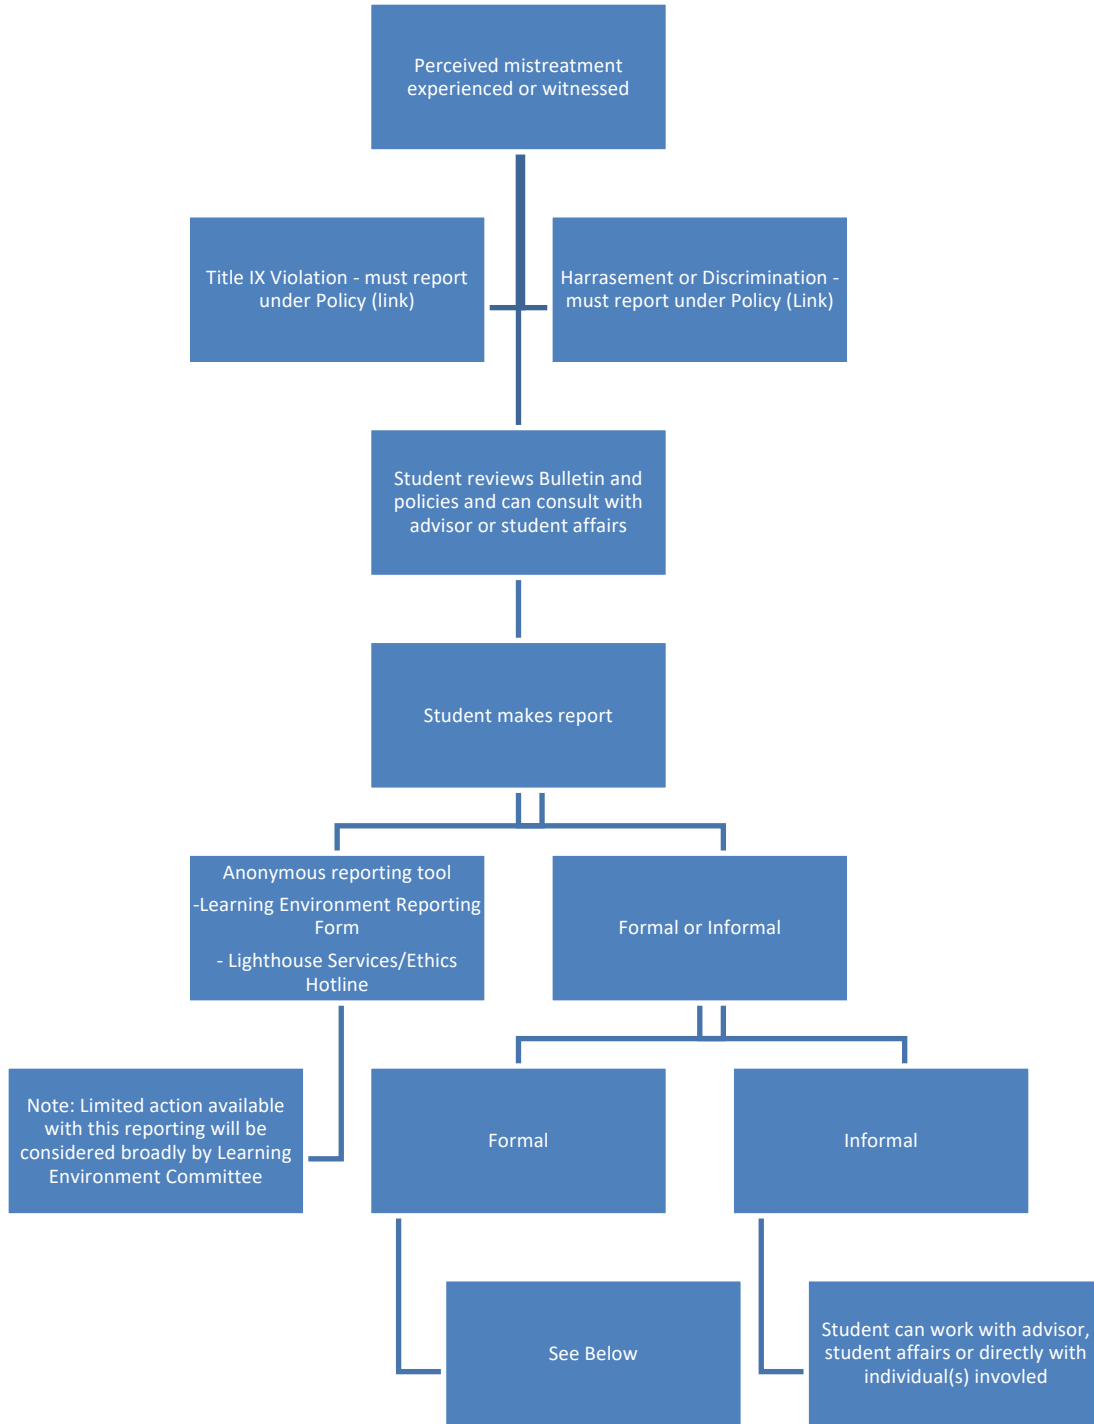 Perceived mistreatment
experienced or witnessed
Title IX Violation - must report
under Policy (link)
Harrasement or Discrimination -
must report under Policy (Link)
Student reviews Bulletin and
policies and can consult with
advisor or student affairs
Student makes report
Anonymous reporting tool
-Learning Environment Reporting
Form
- Lighthouse Services/Ethics
Hotline
Formal or Informal
Note: Limited action available
with this reporting will be
considered broadly by Learning
Environment Committee
Formal
Informal
See Below
Student can work with advisor,
student affairs or directly with
individual(s) invovled